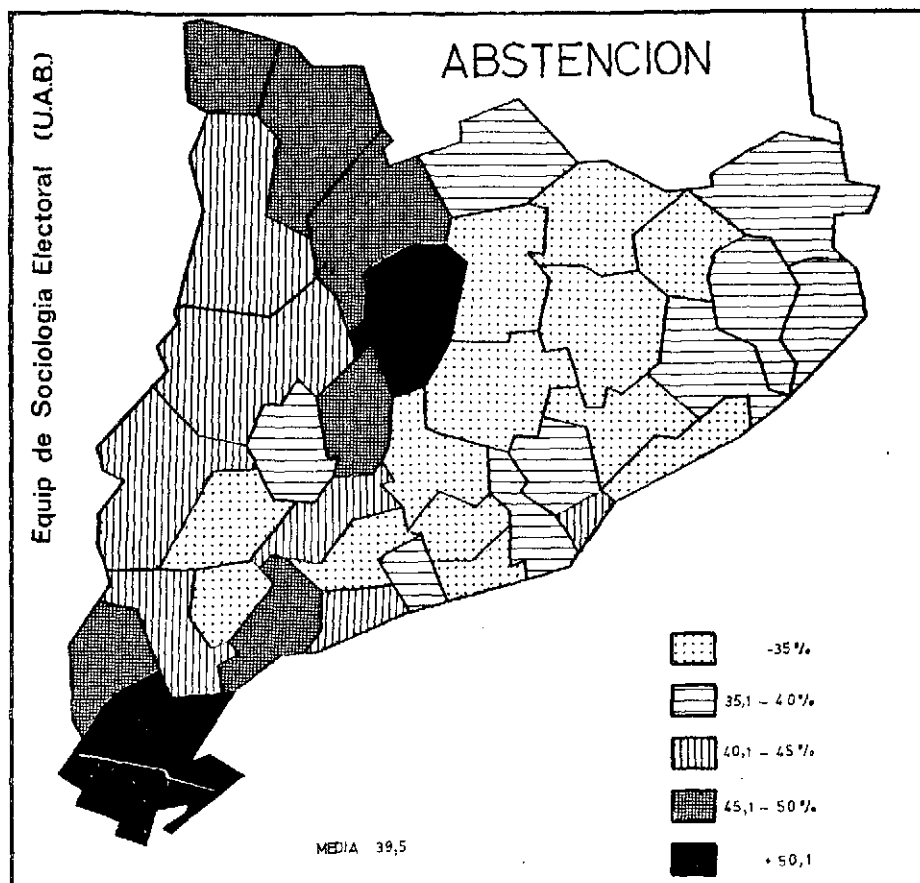 ABSTENCION
Equip de Sociologia Electoral (U.A.B.)
-35%
35,1 - 40%
40,1 - 45%
45,1 - 50%
+ 50,1
MEDIA 39,5